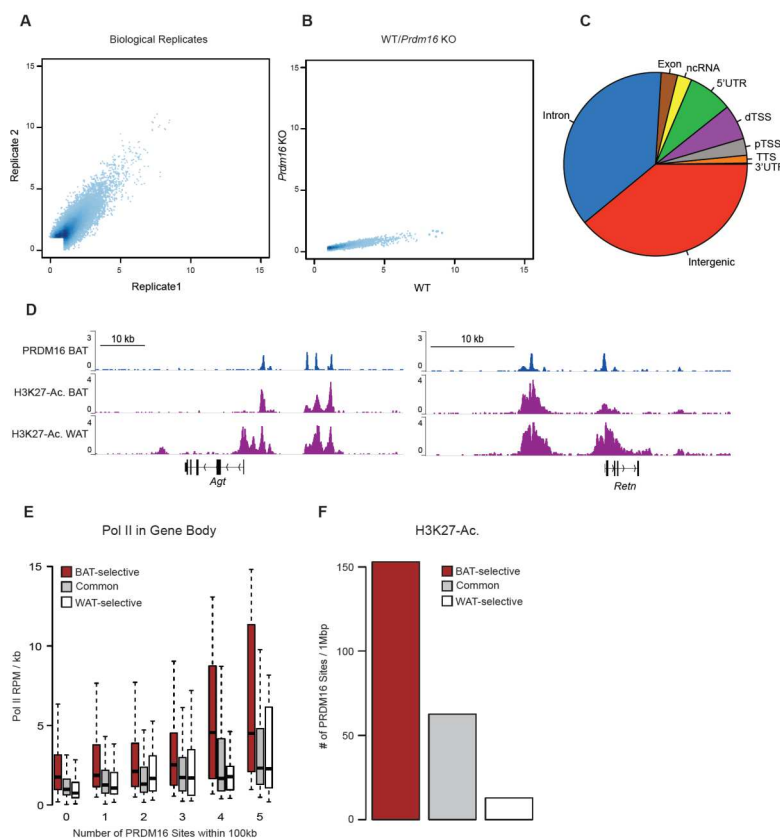 A
Biological Replicates
Replicate 2
15
10
5
0
0
5
10
15
Replicate1
B
WT/Prdm16 KO
Prdm16 KO
15
10
5
0
0
5
10
15
WT
C
Exon
ncRNA
5'UTR
dTSS
pTSS
TTS
3'UTR
Intron
Intergenic
D
10 kb
10 kb
PRDM16 BAT
3
0
3
0
H3K27-Ac. BAT
4
0
4
0
H3K27-Ac. WAT
4
0
4
0
Agt
Retn
E
Pol II in Gene Body
BAT-selective
Common
WAT-selective
Pol II RPM / kb
15
10
5
0
0 1 2 3 4 5
Number of PRDM16 Sites within 100kb
F
H3K27-Ac.
BAT-selective
Common
WAT-selective
# of PRDM16 Sites / 1Mbp
150
100
50
0